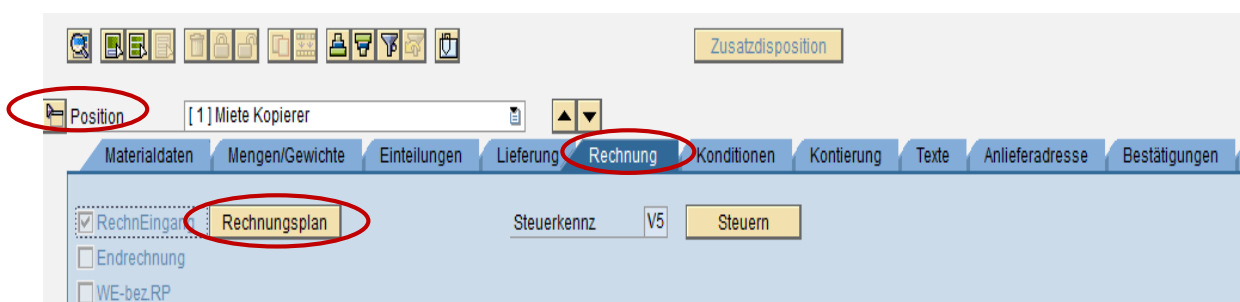 Zusatzdisposition
Position [ 1 ] Miete Kopierer
Materialdaten Mengen/Gewichte Einteilungen Lieferung Rechnung Konditionen Kontierung Texte Anlieferadresse Bestätigungen
RechnEingang Rechnungsplan Steuerkennz V5 Steuern
Endrechnung
WE-bez.RP